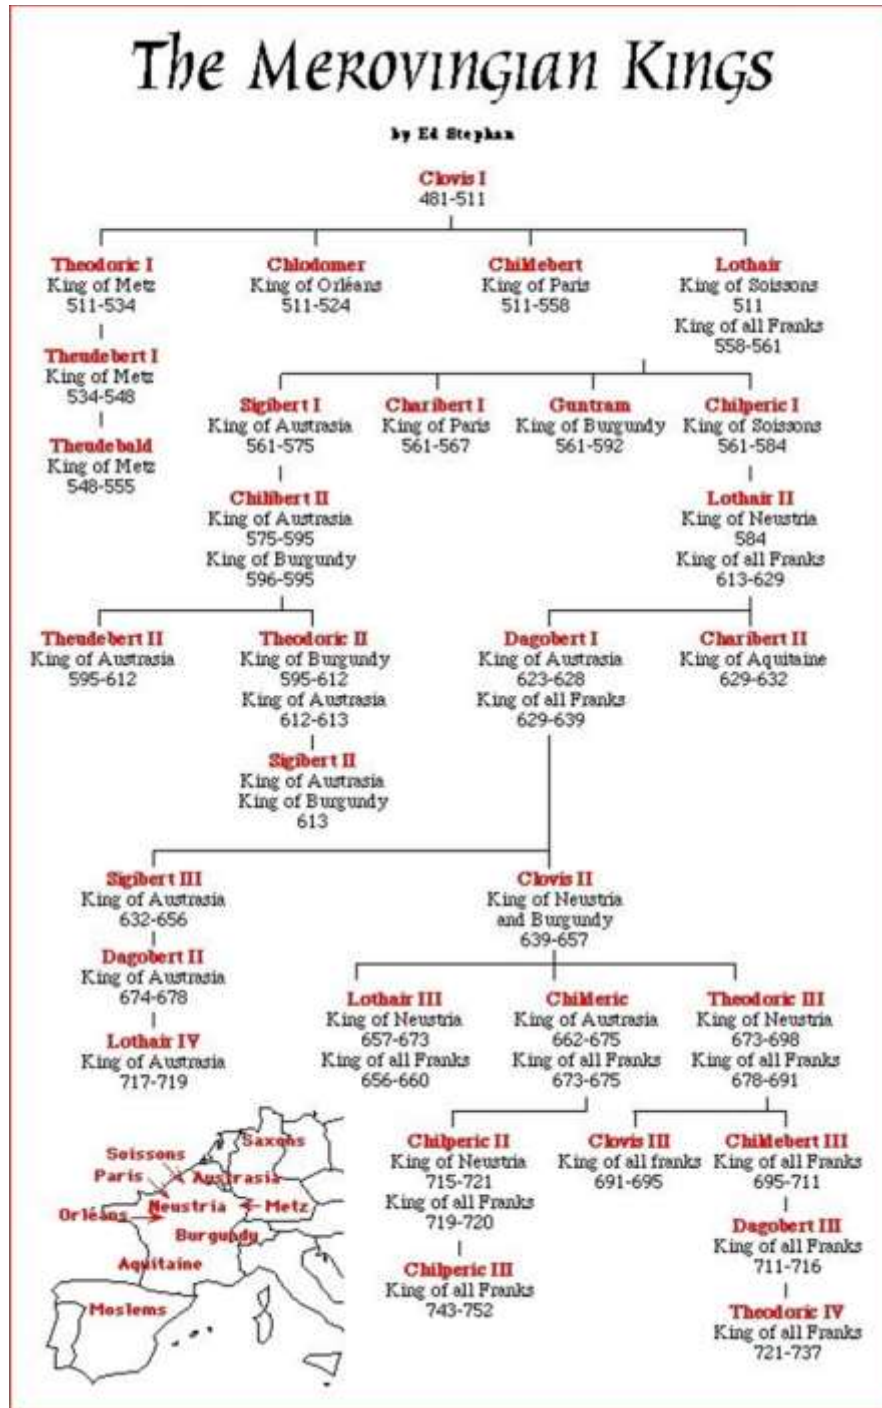 The Merovingian Kings
by Ed Stephan
Clovis I
481-511
Theodoric I
King of Metz
511-534
Chlodomer
King of Orléans
511-524
Childebert
King of Paris
511-558
Lothair
King of Soissons
511
King of all Franks
558-561
Theudebert I
King of Metz
534-548
Theudebald
King of Metz
548-555
Sigibert I
King of Austrasia
561-575
Charibert I
King of Paris
561-567
Guntram
King of Burgundy
561-592
Chilperic I
King of Soissons
561-584
Chilibert II
King of Austrasia
575-595
King of Burgundy
596-595
Lothair II
King of Neustria
584
King of all Franks
613-629
Theudebert II
King of Austrasia
595-612
Theodoric II
King of Burgundy
595-612
King of Austrasia
612-613
Dagobert I
King of Austrasia
623-628
King of all Franks
629-639
Charibert II
King of Aquitaine
629-632
Sigibert II
King of Austrasia
King of Burgundy
613
Sigibert III
King of Austrasia
632-656
Clovis II
King of Neustria
and Burgundy
639-657
Dagobert II
King of Austrasia
674-678
Lothair IV
King of Austrasia
717-719
Lothair III
King of Neustria
657-673
King of all Franks
656-660
Childeric
King of Austrasia
662-675
King of all Franks
673-675
Theodoric III
King of Neustria
673-698
King of all Franks
678-691
Chilperic II
King of Neustria
715-721
King of all Franks
719-720
Clovis III
King of all franks
691-695
Childebert III
King of all Franks
695-711
Chilperic III
King of all Franks
743-752
Dagobert III
King of all Franks
711-716
Theodoric IV
King of all Franks
721-737
Saxons
Soissons
Paris
Austrasia
Orléans
Neustria
Metz
Burgundy
Aquitaine
Moslems